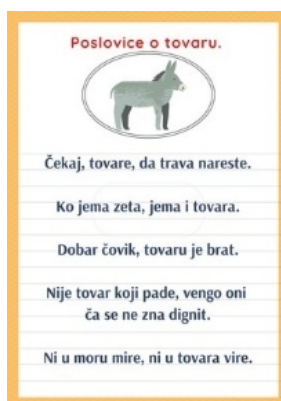 Poslovice o tovaru.
Čekaj, tovare, da trava nareste.
Ko jema zeta, jema i tovara.
Dobar čovik, tovaru je brat.
Nije tovar koji pade, vengo oni
ča se ne zna dignit.
Ni u moru mire, ni u tovara vire.